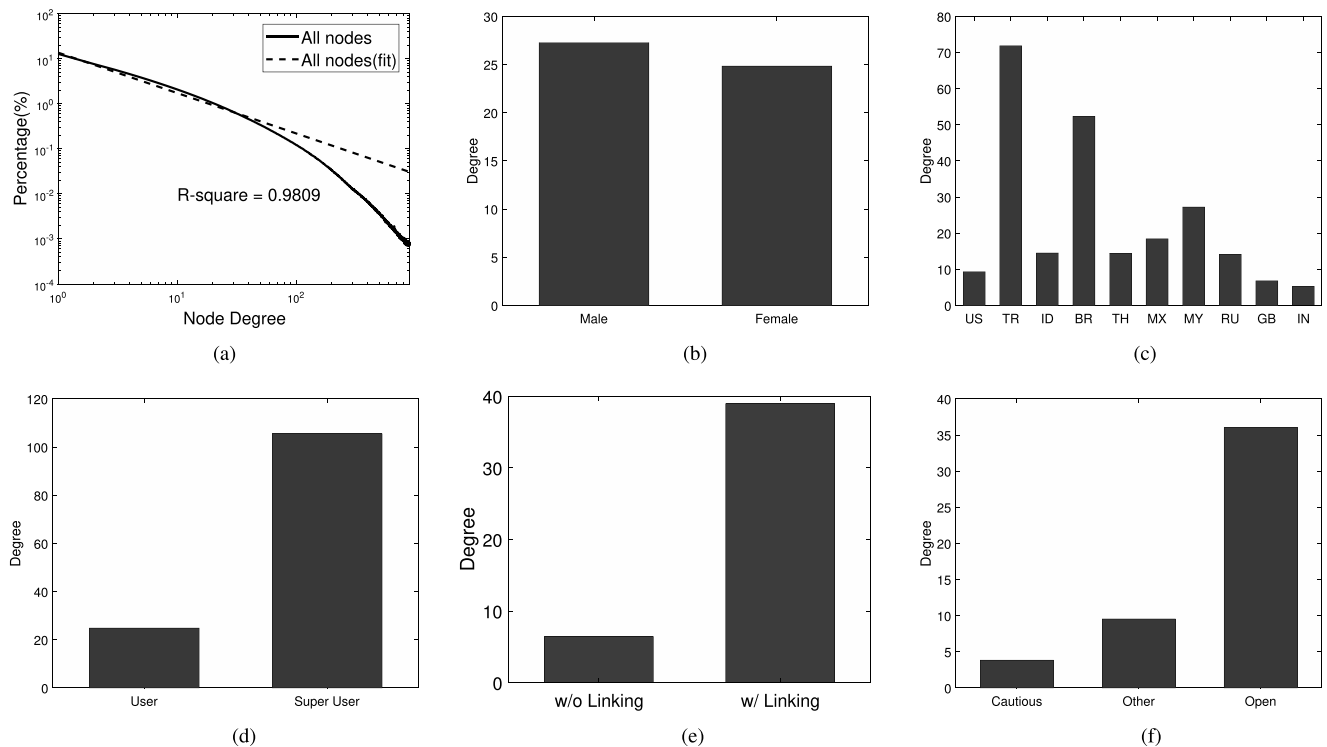 10^2
10^1
10^0
10^-1
10^-2
10^-3
10^-4
Percentage(%)
All nodes
All nodes(fit)
R-square = 0.9809
10^0 10^1 10^2
Node Degree
(a)
30
25
20
15
10
5
0
Degree
Male Female
(b)
80
70
60
50
40
30
20
10
0
Degree
US TR ID BR TH MX MY RU GB IN
(c)
120
100
80
60
40
20
0
Degree
User Super User
(d)
40
30
20
10
0
Degree
w/o Linking w/ Linking
(e)
40
35
30
25
20
15
10
5
0
Degree
Cautious Other Open
(f)